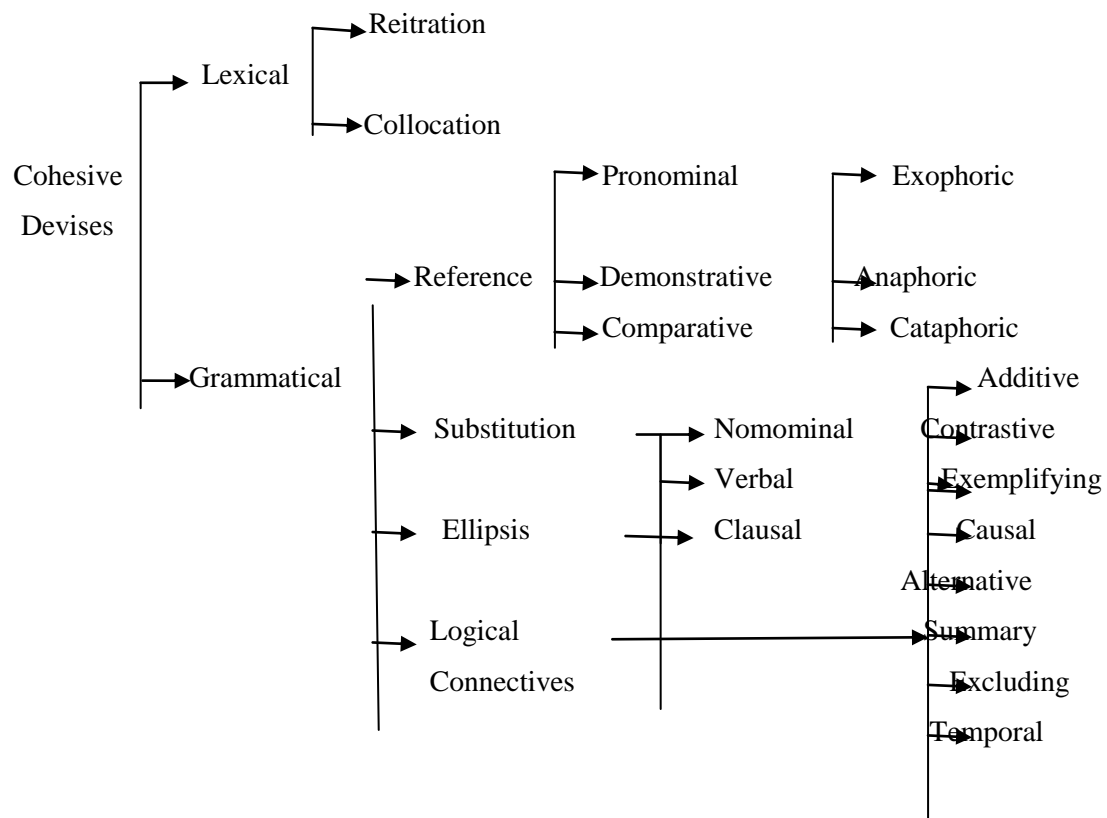 Reitration
Lexical
Collocation
Cohesive
Devises
Pronominal
Exophoric
Reference
Demonstrative
Anaphoric
Comparative
Cataphoric
Grammatical
Additive
Substitution
Nomominal
Contrastive
Verbal
Exemplifying
Ellipsis
Clausal
Causal
Alternative
Logical
Connectives
Summary
Excluding
Temporal